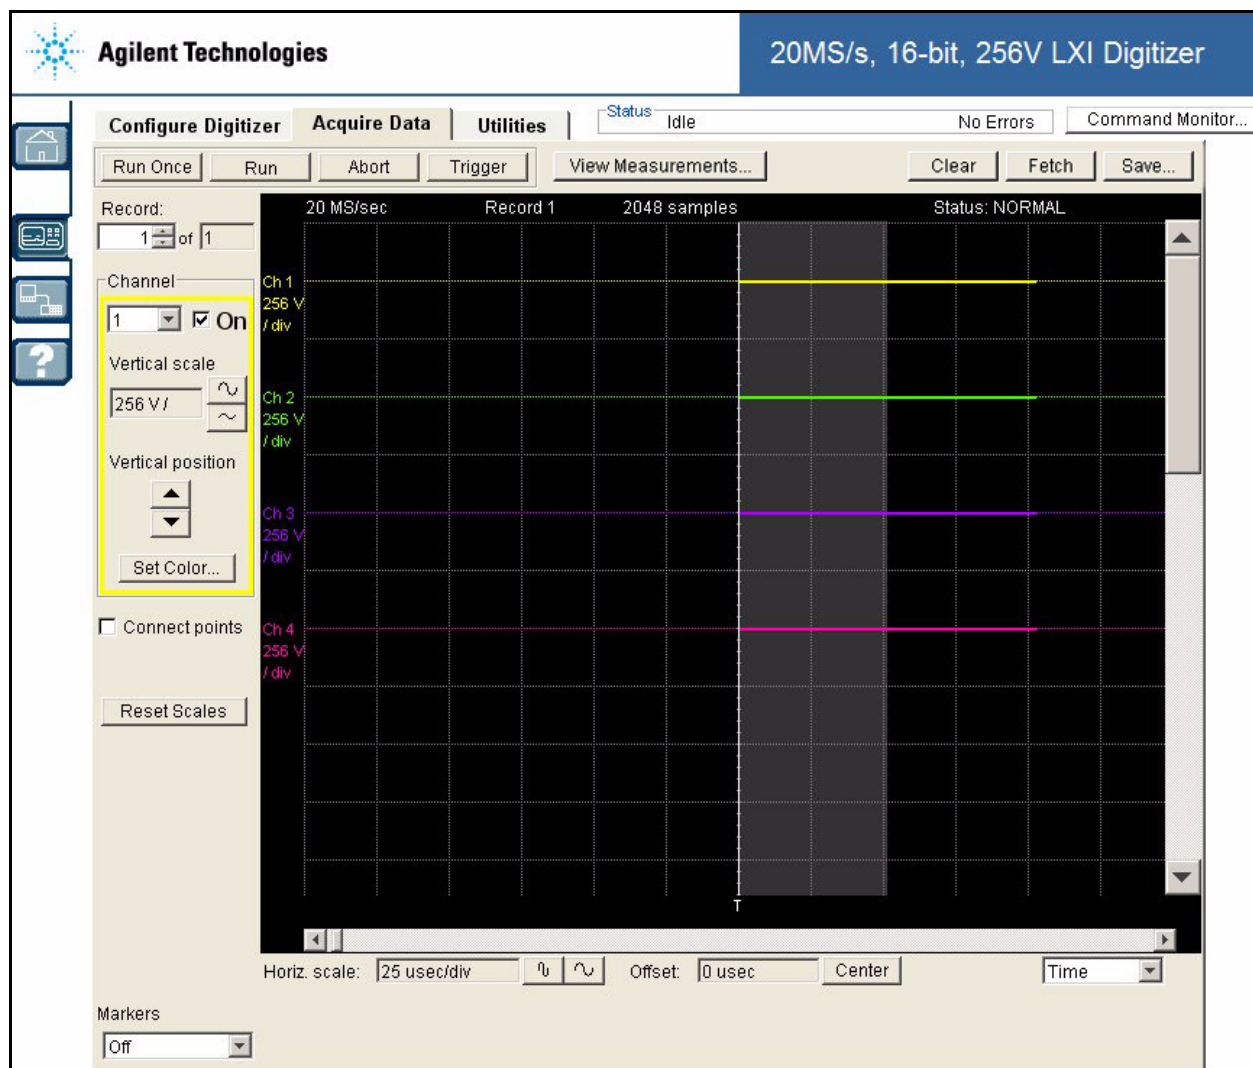 Agilent Technologies
20MS/s, 16-bit, 256V LXI Digitizer
Configure Digitizer Acquire Data Utilities
Status
Idle No Errors
Command Monitor...
Run Once Run Abort Trigger View Measurements... Clear Fetch Save...
Record:
1 of 1
20 MS/sec Record 1 2048 samples Status: NORMAL
Channel
1 On
Vertical scale
256 V /
Vertical position
Set Color...
Connect points
Reset Scales
Ch 1
256 V
/ div
Ch 2
256 V
/ div
Ch 3
256 V
/ div
Ch 4
256 V
/ div
T
Horiz. scale: 25 usec/div Offset: 0 usec Center Time
Markers
Off
?